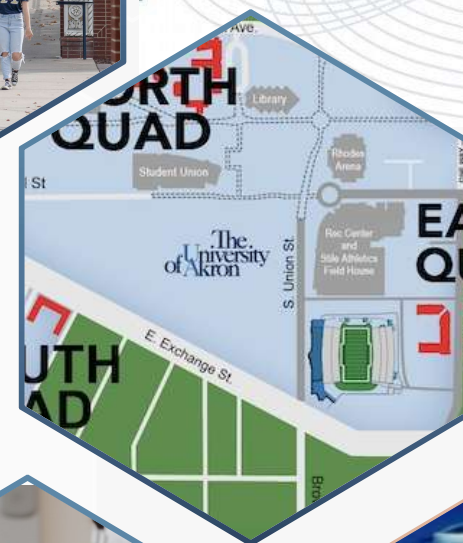 Ave.
ORTH
QUAD
Library
Student Union
Rhodes
Arena
St
EA
QU
Rec Center
and
Stile Athletics
Field House
The
University
of Akron
S. Union St.
E. Exchange St.
UTH
AD
Bro